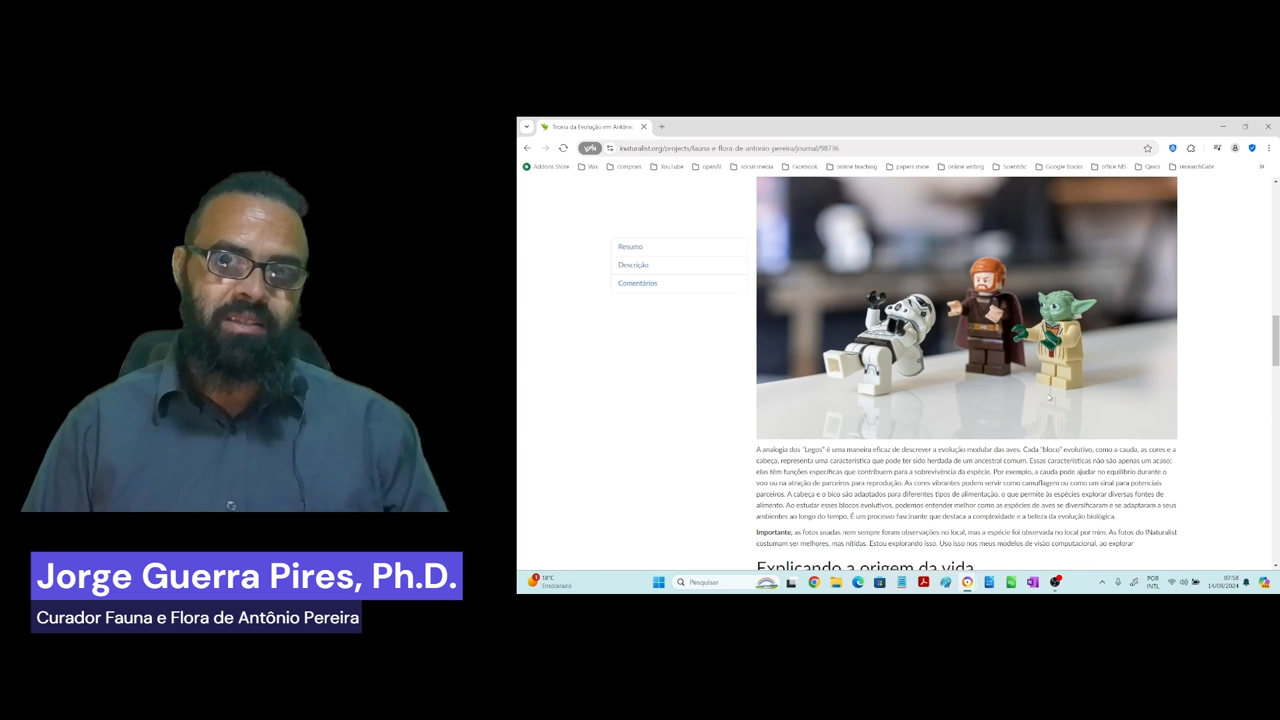 Jorge Guerra Pires, Ph.D.
Curador Fauna e Flora de Antônio Pereira
Teoria da Evolução em Antôni
inaturalist.org/projects/fauna-e-flora-de-antonio-pereira/journal/98736
Addons Store Wix compras YouTube openAI social media Facebook online teaching papers mine online writing Scientific Google Books office MS Qeios researchGate
Resumo
Descrição
Comentários
A analogia dos "Legos" é uma maneira eficaz de descrever a evolução modular das aves. Cada "bloco" evolutivo, como a cauda, as cores e a
cabeça, representa uma característica que pode ter sido herdada de um ancestral comum. Essas características não são apenas um acaso;
elas têm funções específicas que contribuem para a sobrevivência da espécie. Por exemplo, a cauda pode ajudar no equilíbrio durante o
voo ou na atração de parceiros para reprodução. As cores vibrantes podem servir como camuflagem ou como um sinal para potenciais
parceiros. A cabeça e o bico são adaptados para diferentes tipos de alimentação, o que permite às espécies explorar diversas fontes de
alimento. Ao estudar esses blocos evolutivos, podemos entender melhor como as espécies de aves se diversificaram e se adaptaram a seus
ambientes ao longo do tempo. É um processo fascinante que destaca a complexidade e a beleza da evolução biológica.
Importante, as fotos usadas nem sempre foram observações no local, mas a espécie foi observada no local por mim. As fotos do INaturalist
costumam ser melhores, mas nítidas. Estou explorando isso. Uso isso nos meus modelos de visão computacional, ao explorar
Explicando a origem da vida
18°C
Ensolarado
Pesquisar
POR
INTL
07:58
14/09/2024